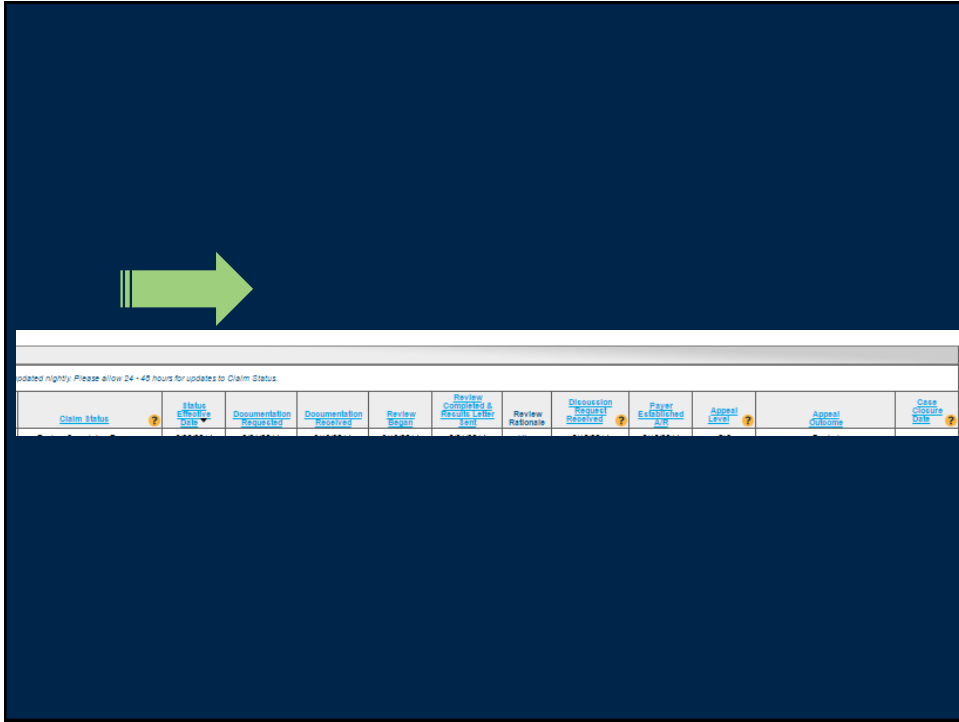 pdated nightly. Please allow 24 - 48 hours for updates to Claim Status.
Claim Status ?
Status
Effective
Date
Documentation
Requested
Documentation
Received
Review
Began
Review
Completed &
Results Letter
Sent
Review
Rationale
Discussion
Request
Received ?
Payer
Established
A/R
Appeal
Level ?
Appeal
Outcome
Case
Closure
Date ?